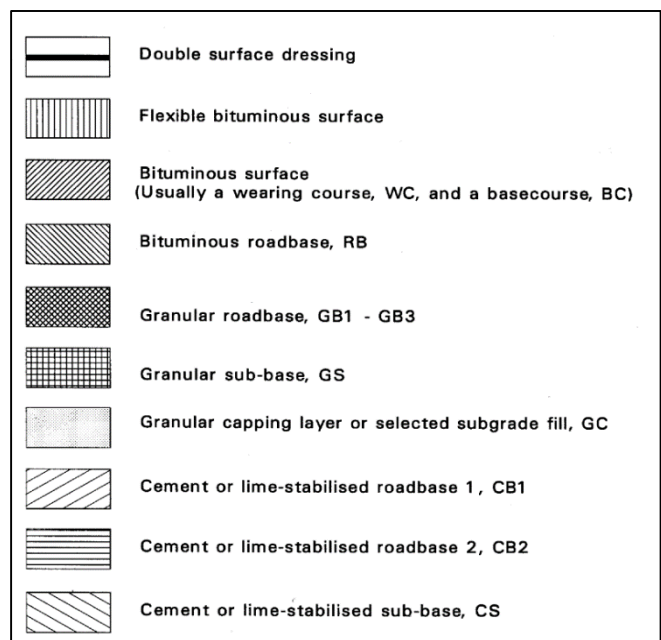 Double surface dressing
Flexible bituminous surface
Bituminous surface
(Usually a wearing course, WC, and a basecourse, BC)
Bituminous roadbase, RB
Granular roadbase, GB1 - GB3
Granular sub-base, GS
Granular capping layer or selected subgrade fill, GC
Cement or lime-stabilised roadbase 1, CB1
Cement or lime-stabilised roadbase 2, CB2
Cement or lime-stabilised sub-base, CS